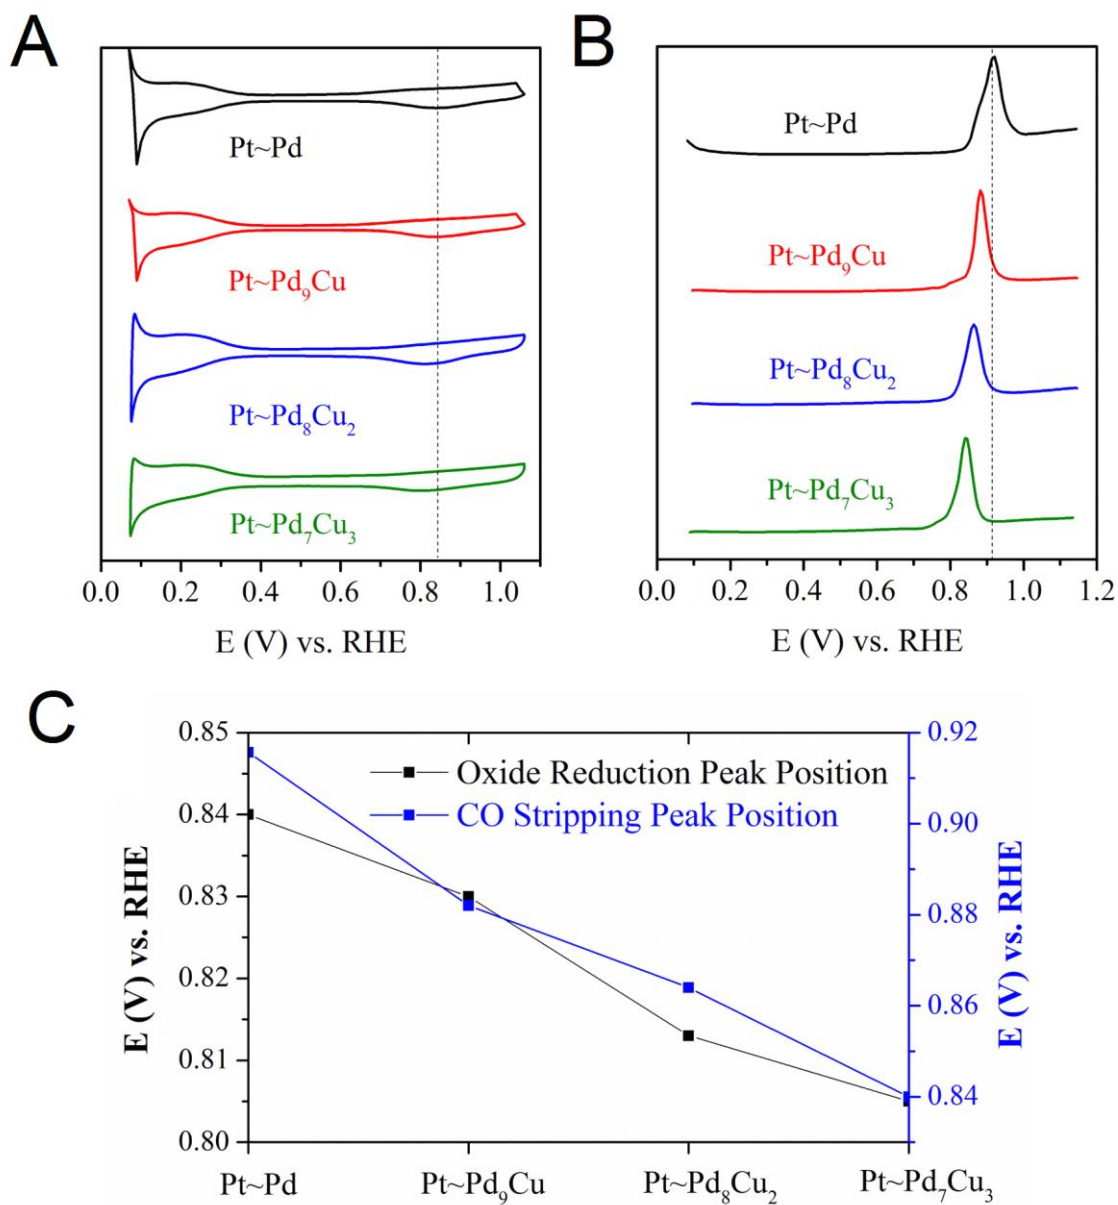 A
Pt~Pd
Pt~Pd₉Cu
Pt~Pd₈Cu₂
Pt~Pd₇Cu₃
0.0 0.2 0.4 0.6 0.8 1.0
E (V) vs. RHE
B
Pt~Pd
Pt~Pd₉Cu
Pt~Pd₈Cu₂
Pt~Pd₇Cu₃
0.0 0.2 0.4 0.6 0.8 1.0 1.2
E (V) vs. RHE
C
E (V) vs. RHE
0.85
0.84
0.83
0.82
0.81
0.80
Oxide Reduction Peak Position
CO Stripping Peak Position
0.92
0.90
0.88
0.86
0.84
E (V) vs. RHE
Pt~Pd Pt~Pd₉Cu Pt~Pd₈Cu₂ Pt~Pd₇Cu₃